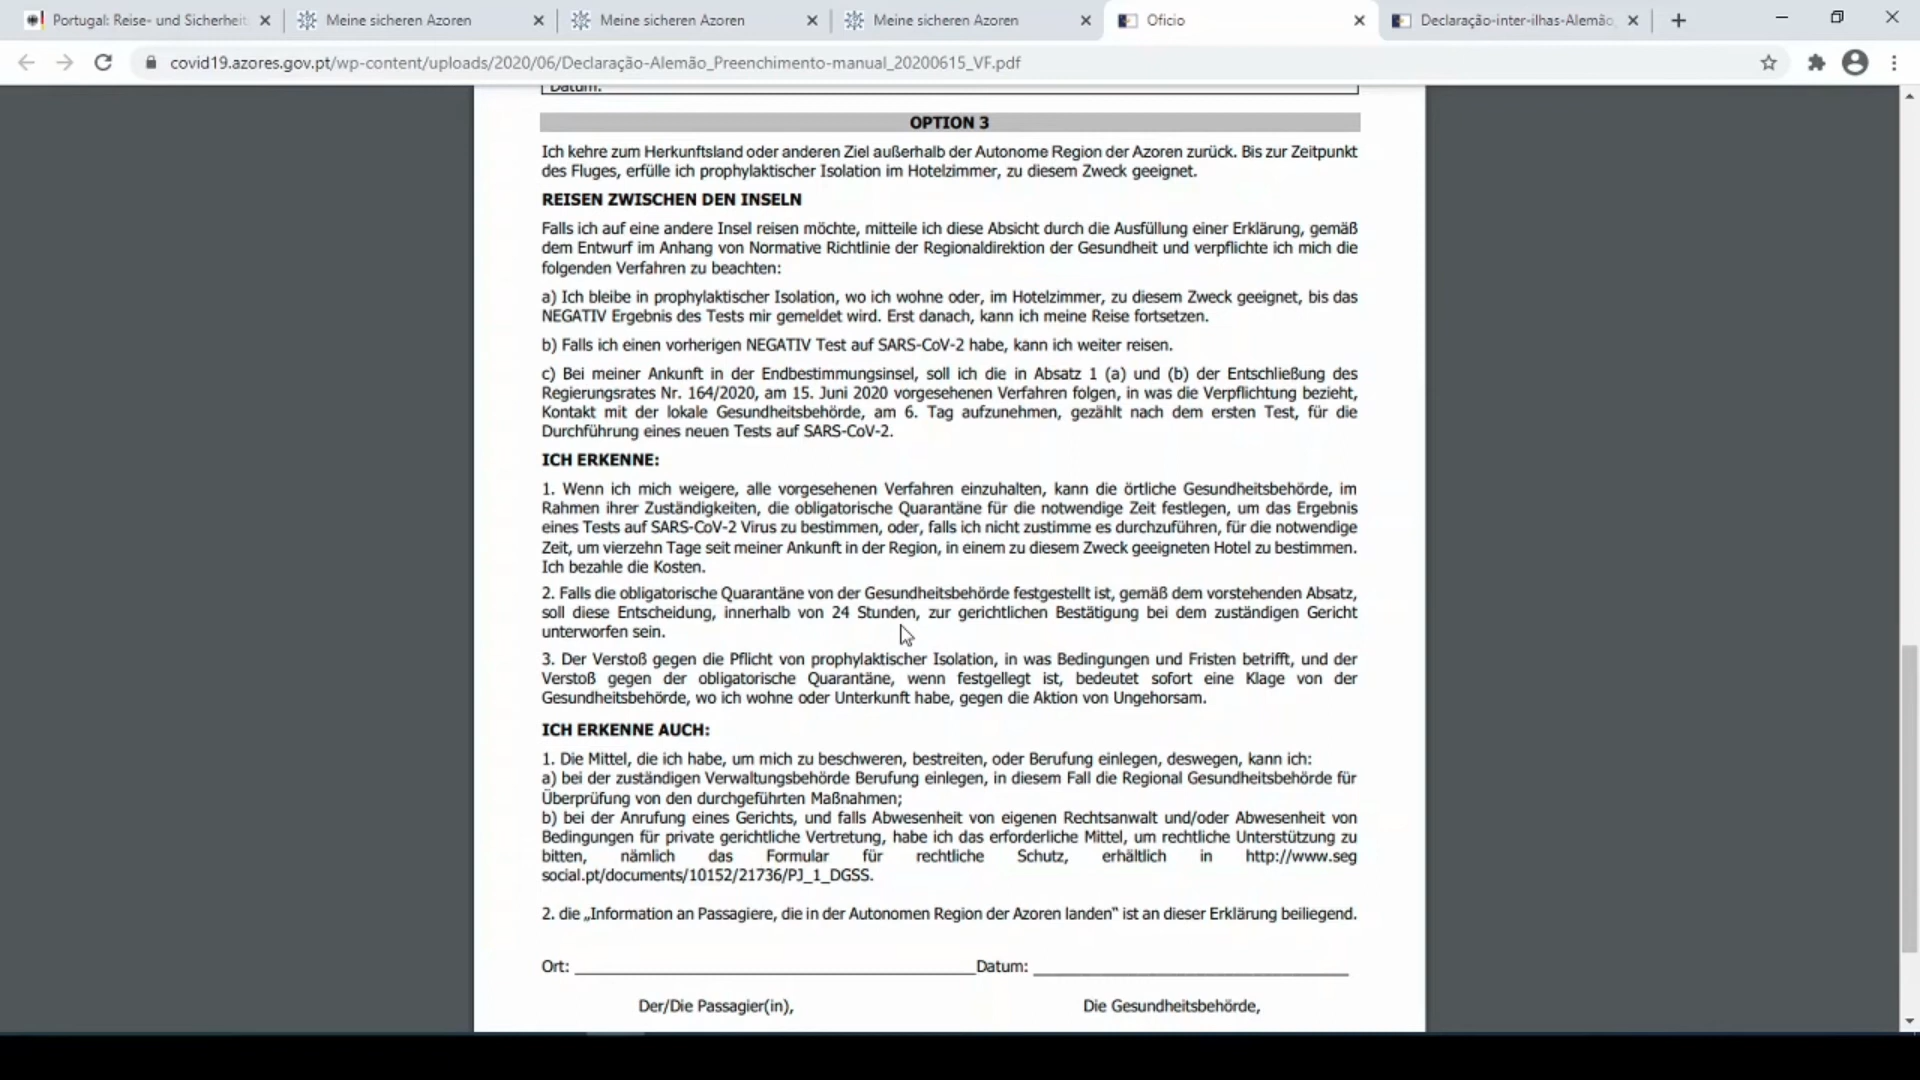 Portugal: Reise- und Sicherheit
Meine sicheren Azoren
Meine sicheren Azoren
Meine sicheren Azoren
Oficio
Declaração-inter-ilhas-Alemão
covid19.azores.gov.pt/wp-content/uploads/2020/06/Declaração-Alemão_Preenchimento-manual_20200615_VF.pdf
Datum:
OPTION 3
Ich kehre zum Herkunftsland oder anderen Ziel außerhalb der Autonome Region der Azoren zurück. Bis zur Zeitpunkt
des Fluges, erfülle ich prophylaktischer Isolation im Hotelzimmer, zu diesem Zweck geeignet.
REISEN ZWISCHEN DEN INSELN
Falls ich auf eine andere Insel reisen möchte, mitteile ich diese Absicht durch die Ausfüllung einer Erklärung, gemäß
dem Entwurf im Anhang von Normative Richtlinie der Regionaldirektion der Gesundheit und verpflichte ich mich die
folgenden Verfahren zu beachten:
a) Ich bleibe in prophylaktischer Isolation, wo ich wohne oder, im Hotelzimmer, zu diesem Zweck geeignet, bis das
NEGATIV Ergebnis des Tests mir gemeldet wird. Erst danach, kann ich meine Reise fortsetzen.
b) Falls ich einen vorherigen NEGATIV Test auf SARS-CoV-2 habe, kann ich weiter reisen.
c) Bei meiner Ankunft in der Endbestimmungsinsel, soll ich die in Absatz 1 (a) und (b) der Entschließung des
Regierungsrates Nr. 164/2020, am 15. Juni 2020 vorgesehenen Verfahren folgen, in was die Verpflichtung bezieht,
Kontakt mit der lokale Gesundheitsbehörde, am 6. Tag aufzunehmen, gezählt nach dem ersten Test, für die
Durchführung eines neuen Tests auf SARS-CoV-2.
ICH ERKENNE:
1. Wenn ich mich weigere, alle vorgesehenen Verfahren einzuhalten, kann die örtliche Gesundheitsbehörde, im
Rahmen ihrer Zuständigkeiten, die obligatorische Quarantäne für die notwendige Zeit festlegen, um das Ergebnis
eines Tests auf SARS-CoV-2 Virus zu bestimmen, oder, falls ich nicht zustimme es durchzuführen, für die notwendige
Zeit, um vierzehn Tage seit meiner Ankunft in der Region, in einem zu diesem Zweck geeigneten Hotel zu bestimmen.
Ich bezahle die Kosten.
2. Falls die obligatorische Quarantäne von der Gesundheitsbehörde festgestellt ist, gemäß dem vorstehenden Absatz,
soll diese Entscheidung, innerhalb von 24 Stunden, zur gerichtlichen Bestätigung bei dem zuständigen Gericht
unterworfen sein.
3. Der Verstoß gegen die Pflicht von prophylaktischer Isolation, in was Bedingungen und Fristen betrifft, und der
Verstoß gegen der obligatorische Quarantäne, wenn festgellegt ist, bedeutet sofort eine Klage von der
Gesundheitsbehörde, wo ich wohne oder Unterkunft habe, gegen die Aktion von Ungehorsam.
ICH ERKENNE AUCH:
1. Die Mittel, die ich habe, um mich zu beschweren, bestreiten, oder Berufung einlegen, deswegen, kann ich:
a) bei der zuständigen Verwaltungsbehörde Berufung einlegen, in diesem Fall die Regional Gesundheitsbehörde für
Überprüfung von den durchgeführten Maßnahmen;
b) bei der Anrufung eines Gerichts, und falls Abwesenheit von eigenen Rechtsanwalt und/oder Abwesenheit von
Bedingungen für private gerichtliche Vertretung, habe ich das erforderliche Mittel, um rechtliche Unterstützung zu
bitten, nämlich das Formular für rechtliche Schutz, erhältlich in http://www.seg
social.pt/documents/10152/21736/PJ_1_DGSS.
2. die „Information an Passagiere, die in der Autonomen Region der Azoren landen“ ist an dieser Erklärung beiliegend.
Ort: Datum:
Der/Die Passagier(in), Die Gesundheitsbehörde,